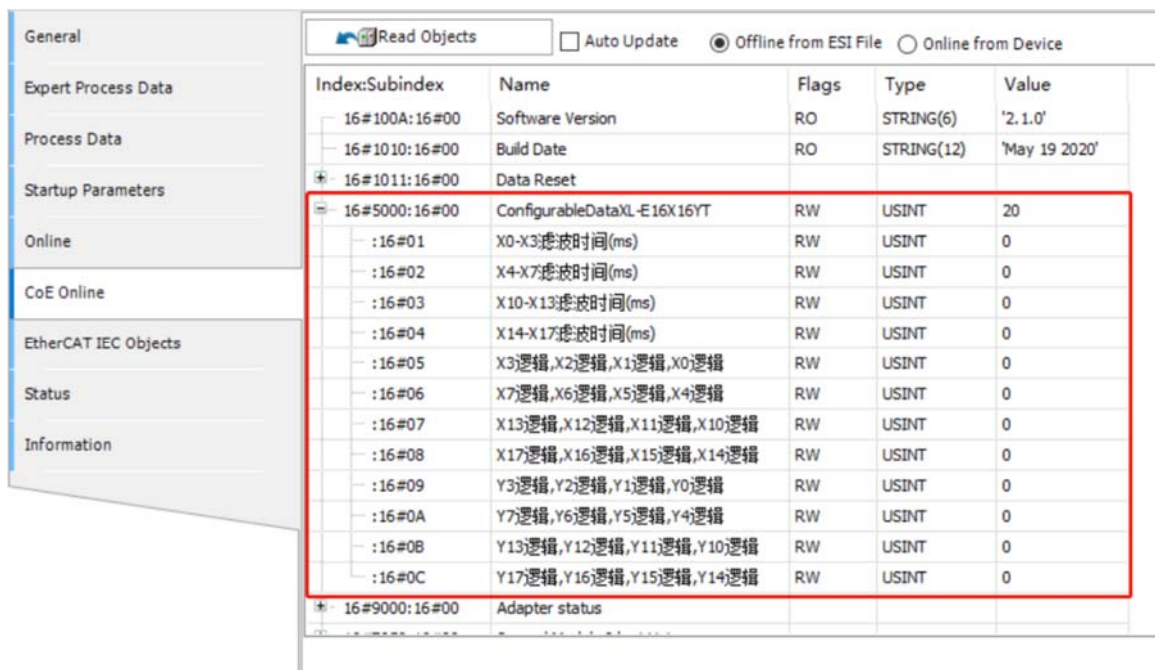 General
Expert Process Data
Process Data
Startup Parameters
Online
CoE Online
EtherCAT IEC Objects
Status
Information
Read Objects Auto Update Offline from ESI File Online from Device
Index:Subindex Name Flags Type Value
16#100A:16#00 Software Version RO STRING(6) '2.1.0'
16#1010:16#00 Build Date RO STRING(12) 'May 19 2020'
16#1011:16#00 Data Reset
16#5000:16#00 ConfigurableDataXL-E16X16YT RW USINT 20
:16#01 X0-X3滤波时间(ms) RW USINT 0
:16#02 X4-X7滤波时间(ms) RW USINT 0
:16#03 X10-X13滤波时间(ms) RW USINT 0
:16#04 X14-X17滤波时间(ms) RW USINT 0
:16#05 X3逻辑,X2逻辑,X1逻辑,X0逻辑 RW USINT 0
:16#06 X7逻辑,X6逻辑,X5逻辑,X4逻辑 RW USINT 0
:16#07 X13逻辑,X12逻辑,X11逻辑,X10逻辑 RW USINT 0
:16#08 X17逻辑,X16逻辑,X15逻辑,X14逻辑 RW USINT 0
:16#09 Y3逻辑,Y2逻辑,Y1逻辑,Y0逻辑 RW USINT 0
:16#0A Y7逻辑,Y6逻辑,Y5逻辑,Y4逻辑 RW USINT 0
:16#0B Y13逻辑,Y12逻辑,Y11逻辑,Y10逻辑 RW USINT 0
:16#0C Y17逻辑,Y16逻辑,Y15逻辑,Y14逻辑 RW USINT 0
16#9000:16#00 Adapter status